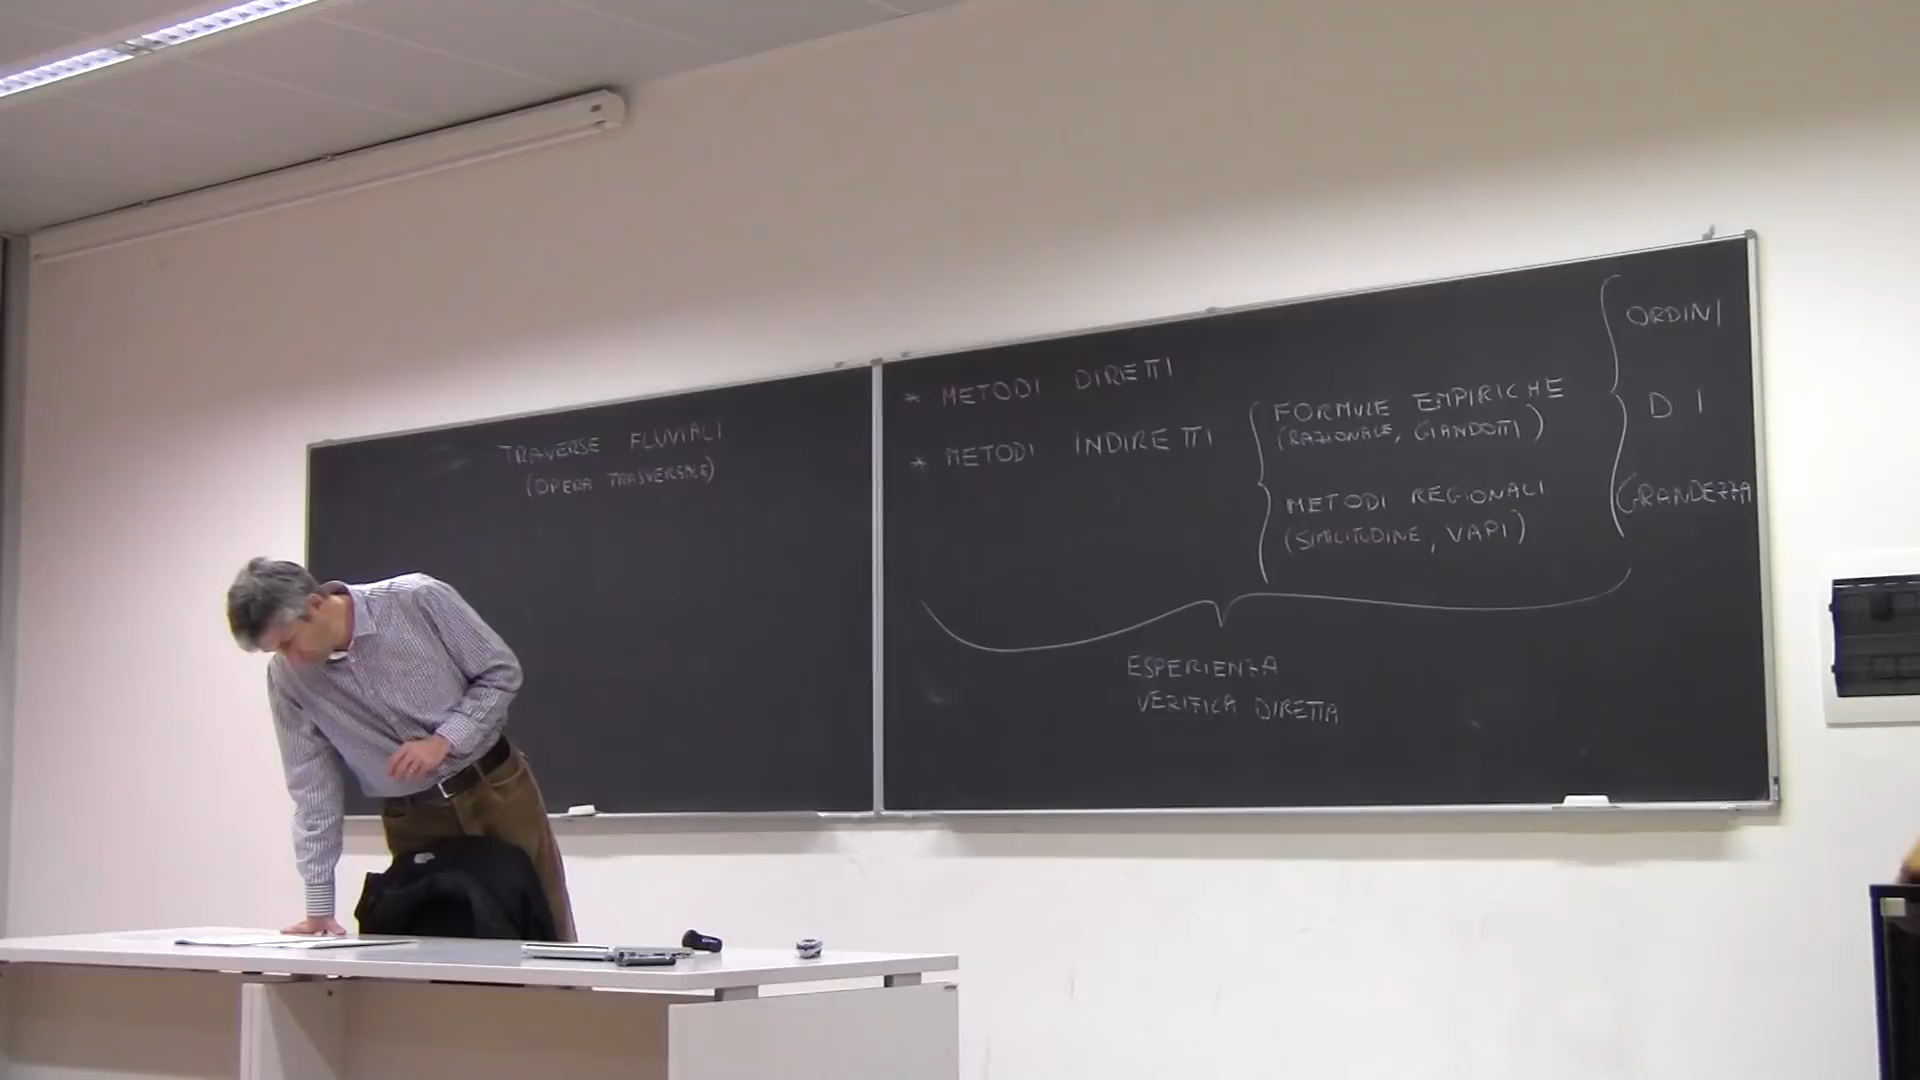 TRAVERSE FLUVIALI
(OPERA TRASVERSALE)
* METODI DIRETTI
* METODI INDIRETTI
FORMULE EMPIRICHE
(RAZIONALE, GIANDOTTI)
METODI REGIONALI
(SIMILITUDINE, VAPI)
ORDINI
DI
GRANDEZZA
ESPERIENZA
VERIFICA DIRETTA